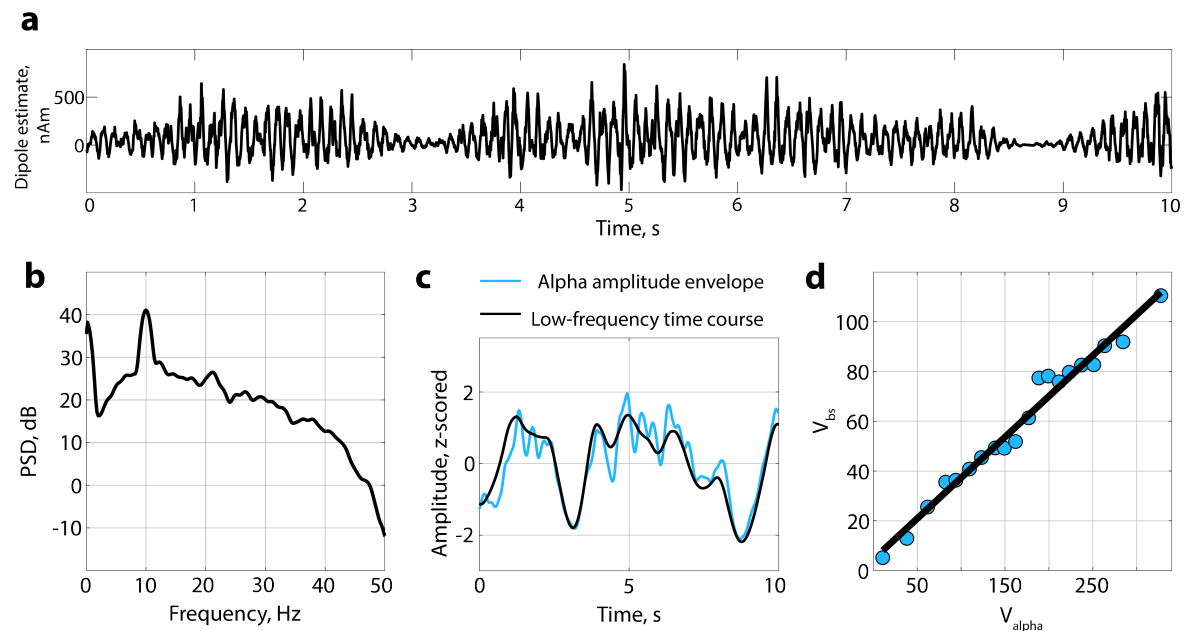 a
Dipole estimate,
nAm
500
0
0 1 2 3 4 5 6 7 8 9 10
Time, s
b
PSD, dB
40
30
20
10
0
-10
0 10 20 30 40 50
Frequency, Hz
c
Alpha amplitude envelope
Low-frequency time course
Amplitude, z-scored
2
0
-2
0 5 10
Time, s
d
V_bs
100
80
60
40
20
0
50 150 250
V_alpha